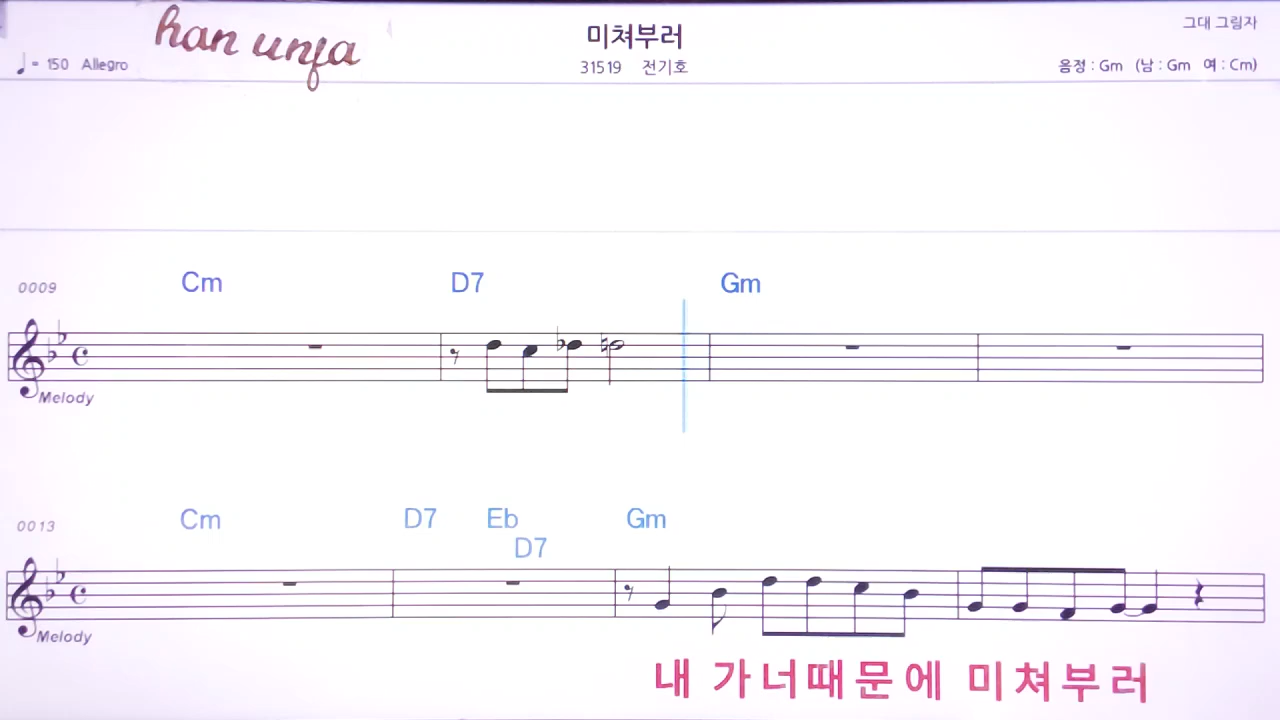 han unja
미쳐부러
그대 그림자
♩= 150 Allegro
31519 전기호
음정 : Gm (남 : Gm 여 : Cm)
0009
Cm D7 Gm
Melody
0013
Cm D7 Eb Gm
D7
Melody
내 가너때문에 미쳐부러